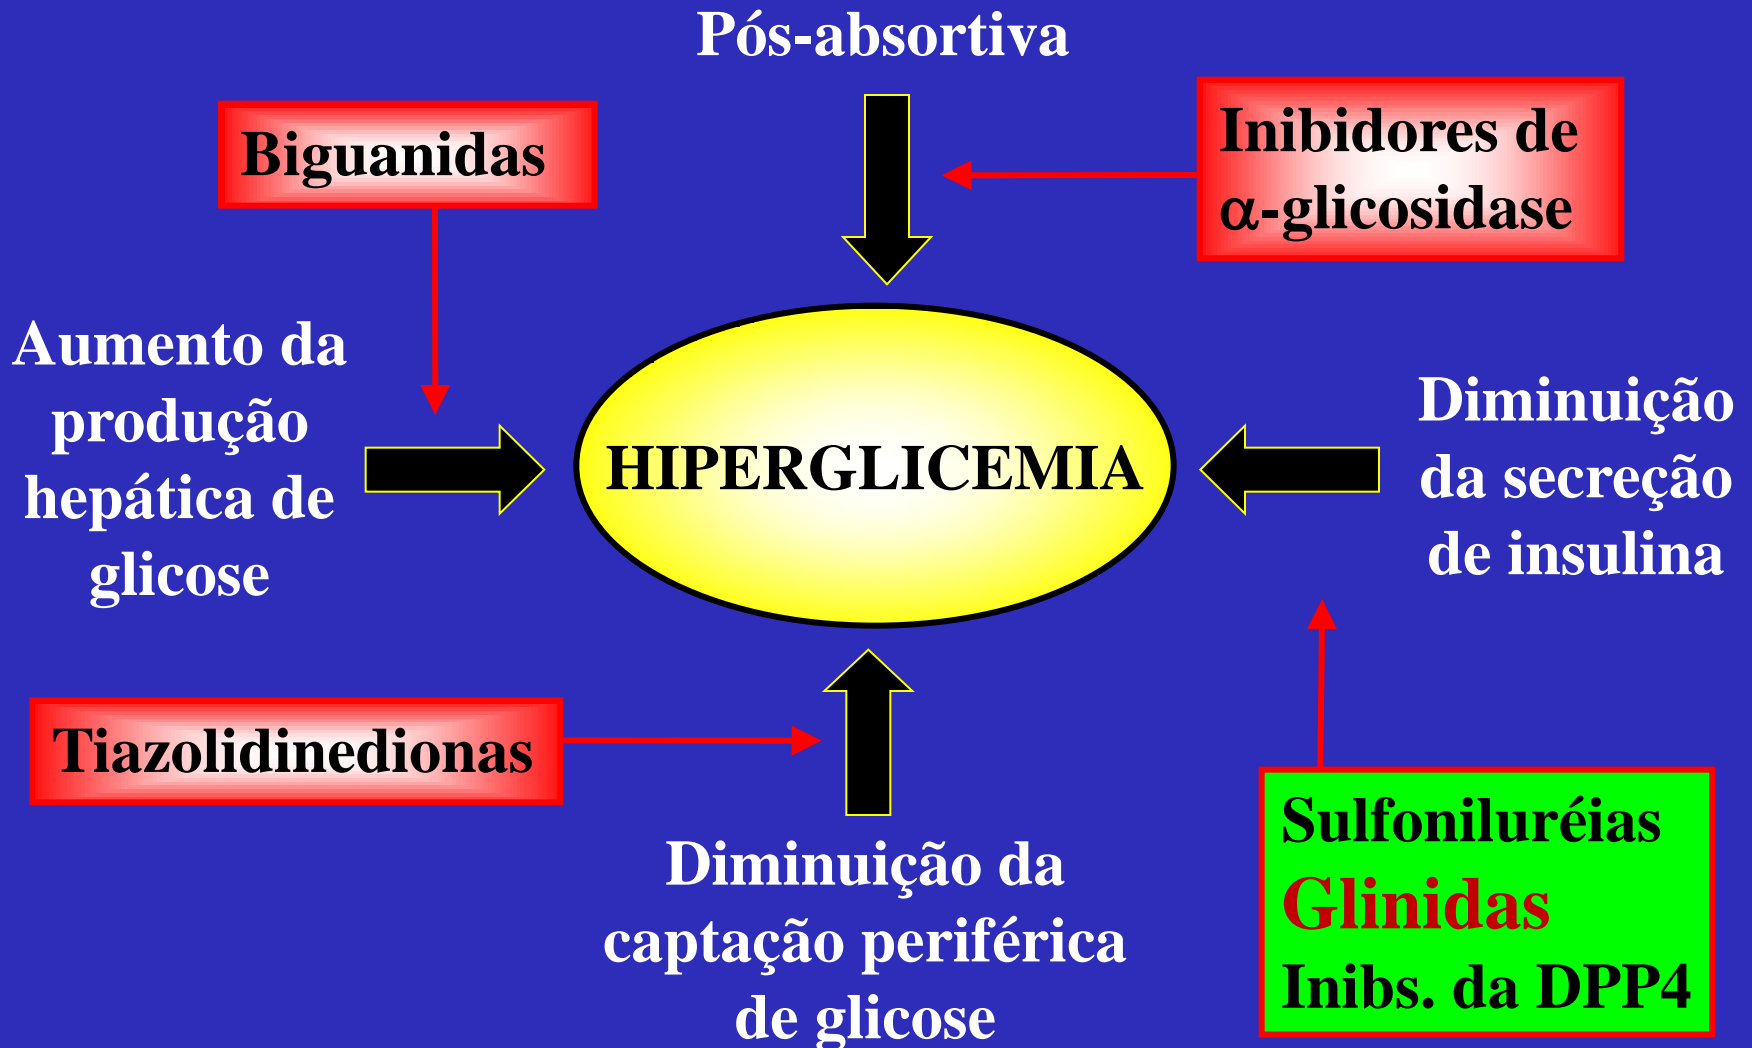 Pós-absortiva
Biguanidas
Inibidores de
α-glicosidase
Aumento da
produção
hepática de
glicose
HIPERGLICEMIA
Diminuição
da secreção
de insulina
Tiazolidinedionas
Diminuição da
captação periférica
de glicose
Sulfoniluréias
Glinidas
Inibs. da DPP4